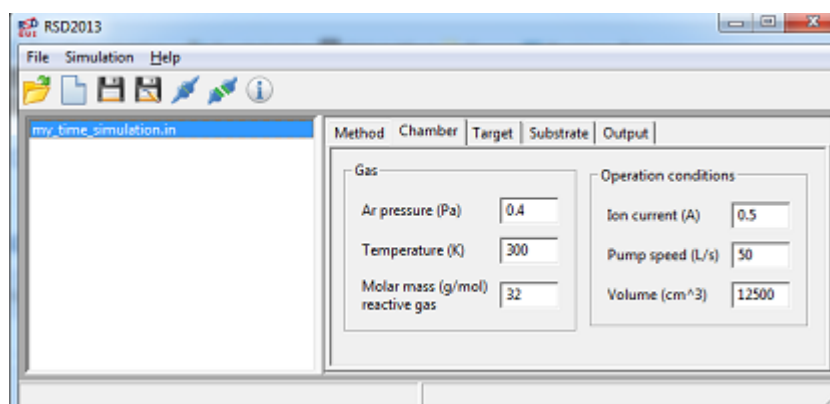 RSD2013
File Simulation Help
my_time_simulation.in
Method Chamber Target Substrate Output
Gas
Ar pressure (Pa) 0.4
Temperature (K) 300
Molar mass (g/mol)
reactive gas 32
Operation conditions
Ion current (A) 0.5
Pump speed (L/s) 50
Volume (cm^3) 12500